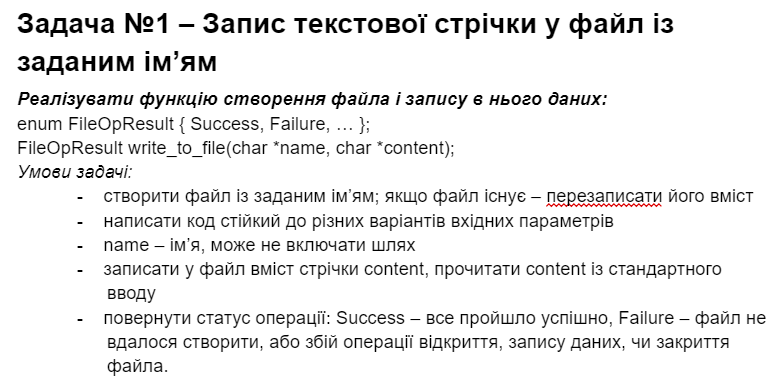 Задача №1 – Запис текстової стрічки у файл із
заданим ім’ям
Реалізувати функцію створення файла і запису в нього даних:
enum FileOpResult { Success, Failure, … };
FileOpResult write_to_file(char *name, char *content);
Умови задачі:
- створити файл із заданим ім’ям; якщо файл існує – перезаписати його вміст
- написати код стійкий до різних варіантів вхідних параметрів
- name – ім’я, може не включати шлях
- записати у файл вміст стрічки content, прочитати content із стандартного
вводу
- повернути статус операції: Success – все пройшло успішно, Failure – файл не
вдалося створити, або збій операції відкриття, запису даних, чи закриття
файла.